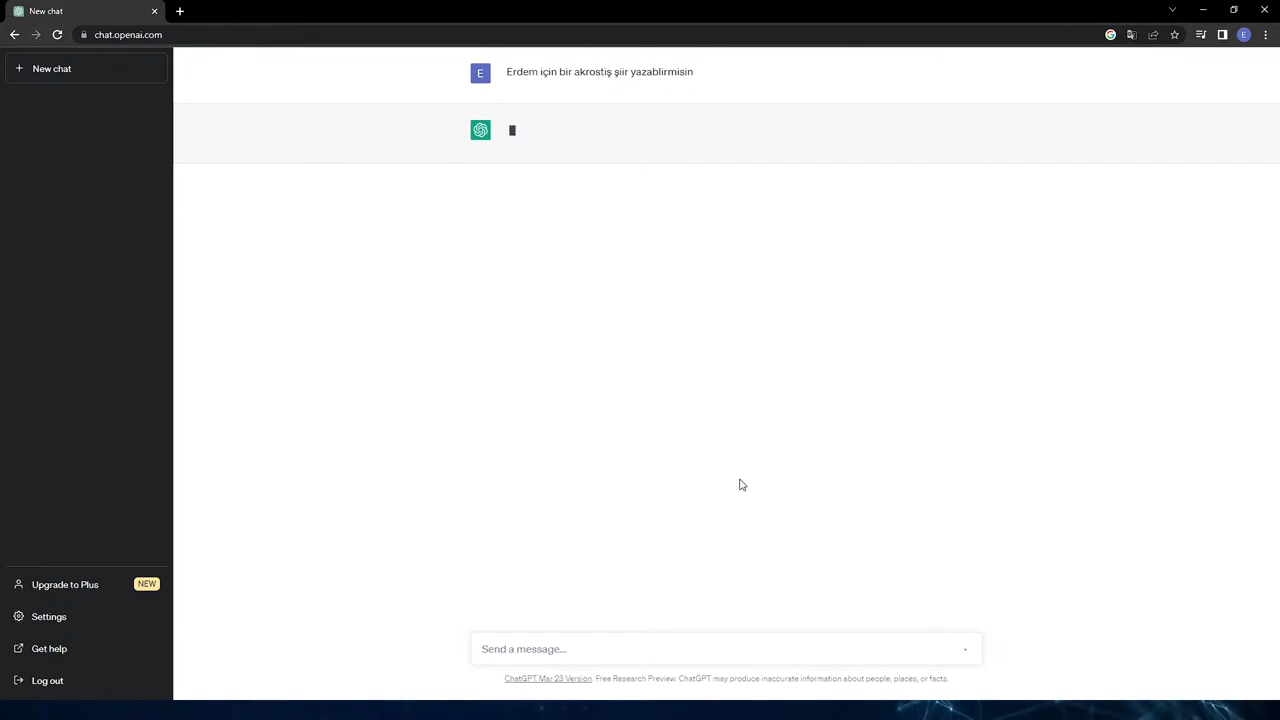 New chat
chat.openai.com
E
New chat
E
Erdem için bir akrostiş şiir yazablirmisin
Upgrade to Plus
NEW
Settings
Get help
Log out
Send a message...
ChatGPT Mar 23 Version. Free Research Preview. ChatGPT may produce inaccurate information about people, places, or facts.